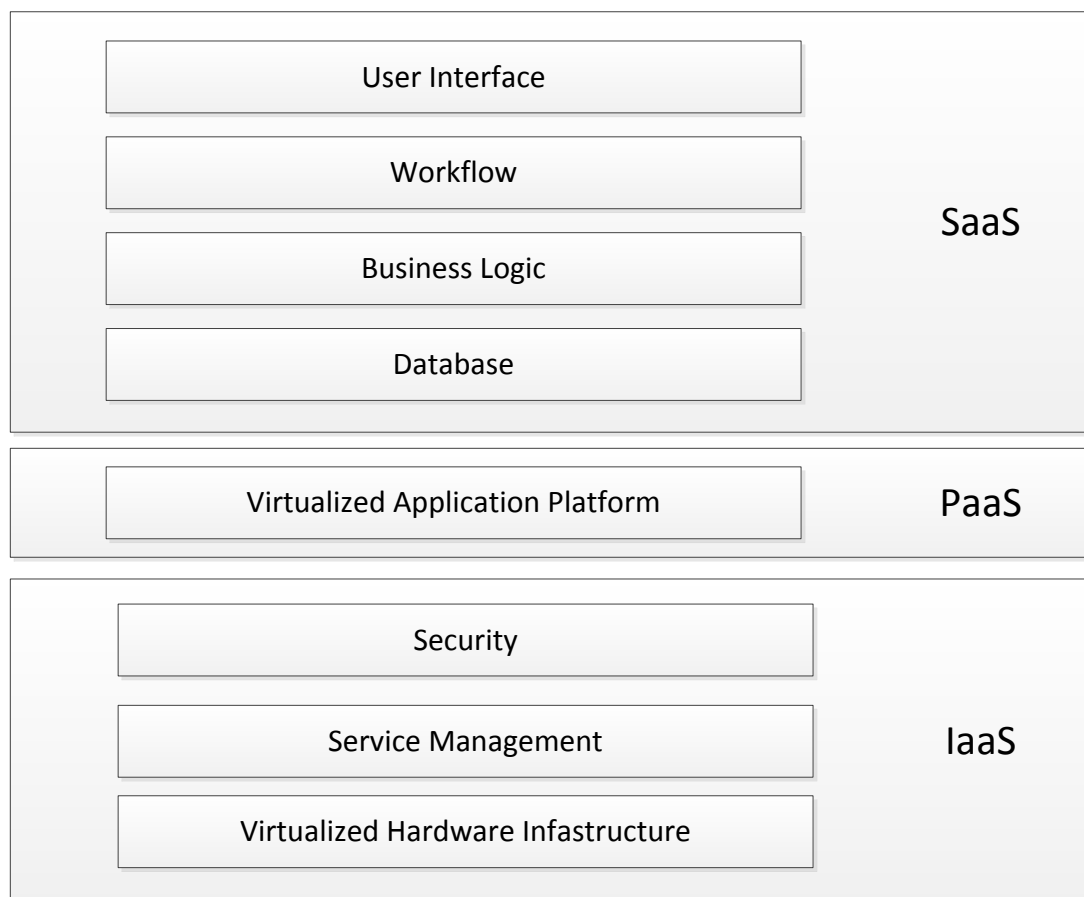 User Interface
Workflow
SaaS
Business Logic
Database
Virtualized Application Platform
PaaS
Security
Service Management
IaaS
Virtualized Hardware Infastructure